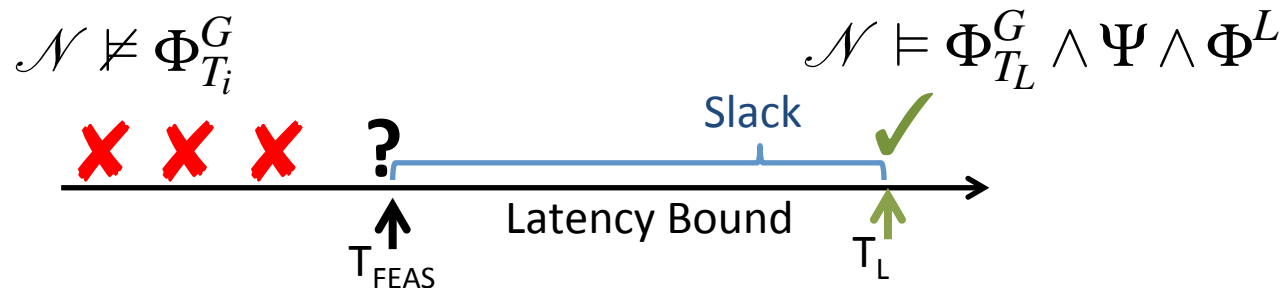 𝒩 ⊭ Φ^G_{T_i}
𝒩 ⊨ Φ^G_{T_L} ∧ Ψ ∧ Φ^L
Slack
?
Latency Bound
T_FEAS
T_L